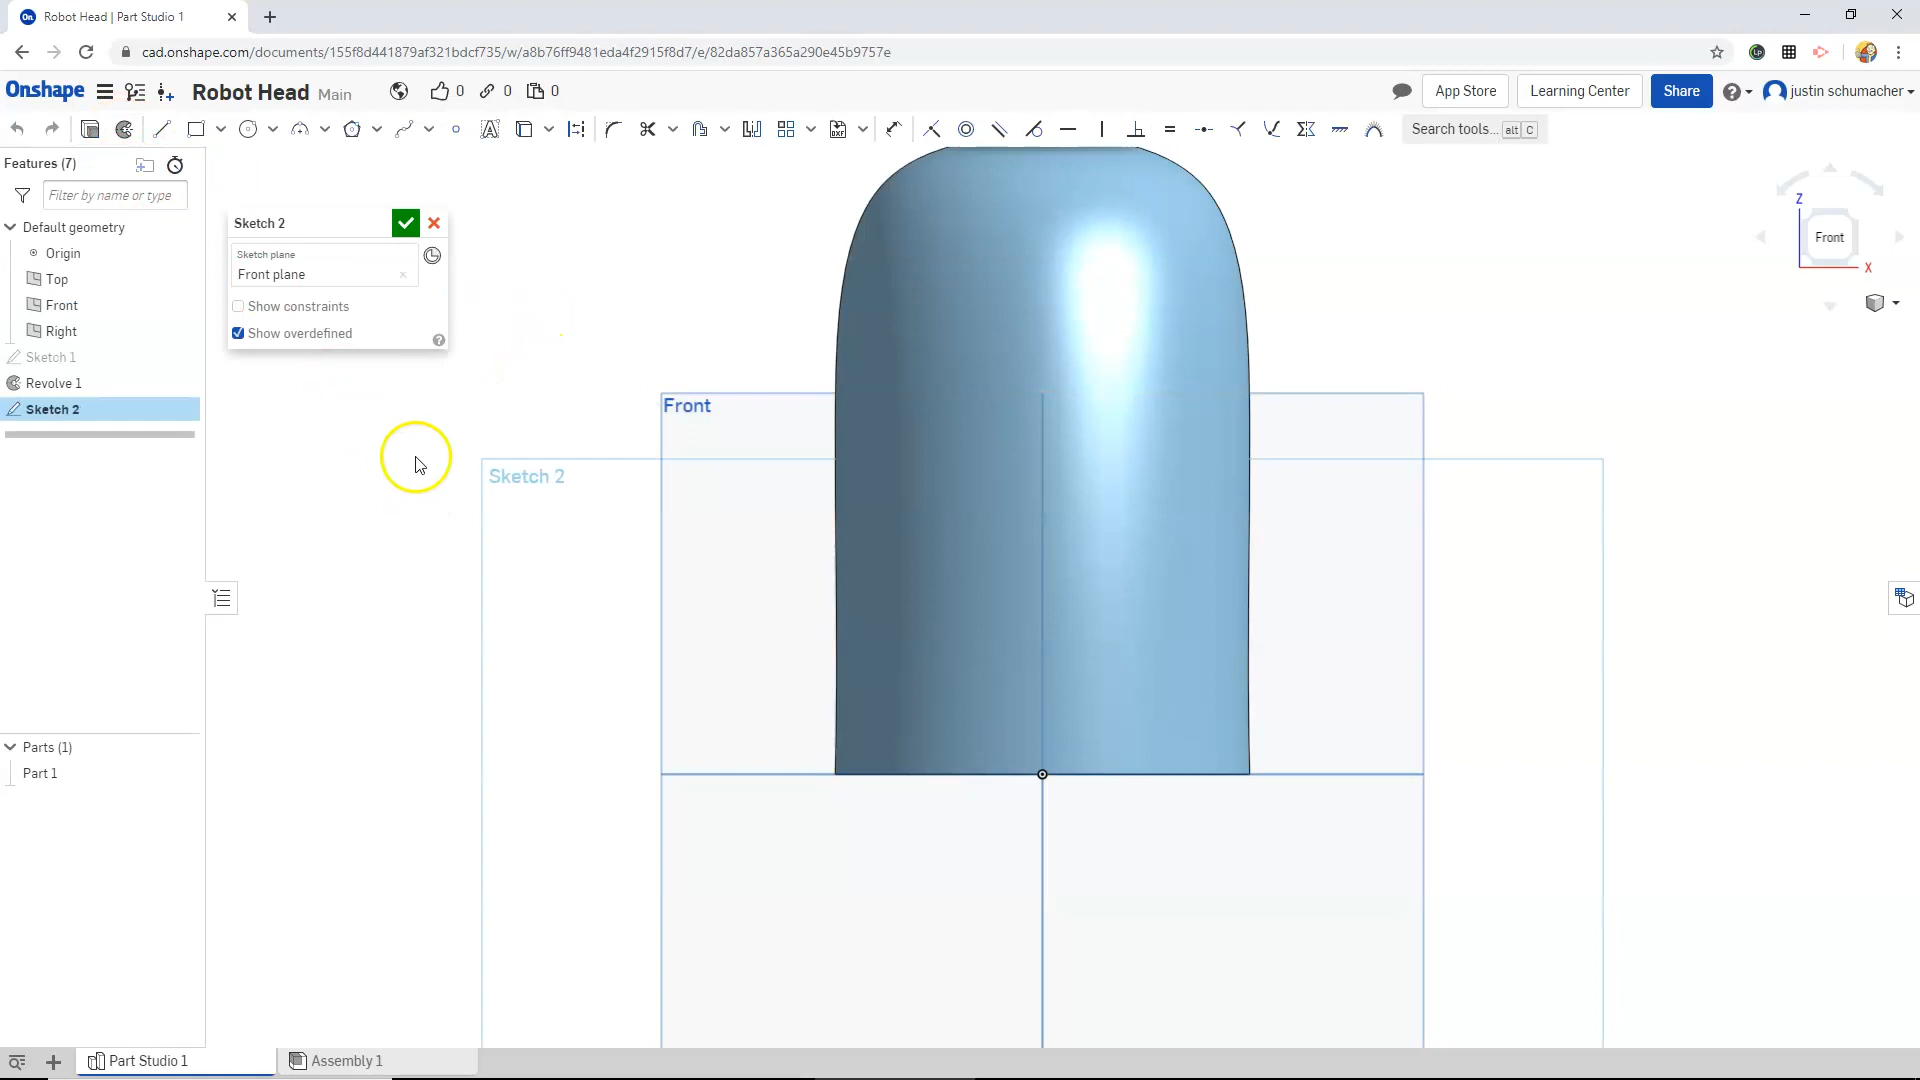 Robot Head | Part Studio 1
cad.onshape.com/documents/155f8d441879af321bdcf735/w/a8b76ff9481eda4f2915f8d7/e/82da857a365a290e45b9757e
Onshape
Robot Head Main
0 0 0
App Store
Learning Center
Share
justin schumacher
Search tools... alt C
Features (7)
Filter by name or type
Default geometry
Origin
Top
Front
Right
Sketch 1
Revolve 1
Sketch 2
Sketch 2
Sketch plane
Front plane
Show constraints
Show overdefined
Front
Sketch 2
Z
Front
X
Parts (1)
Part 1
Part Studio 1
Assembly 1